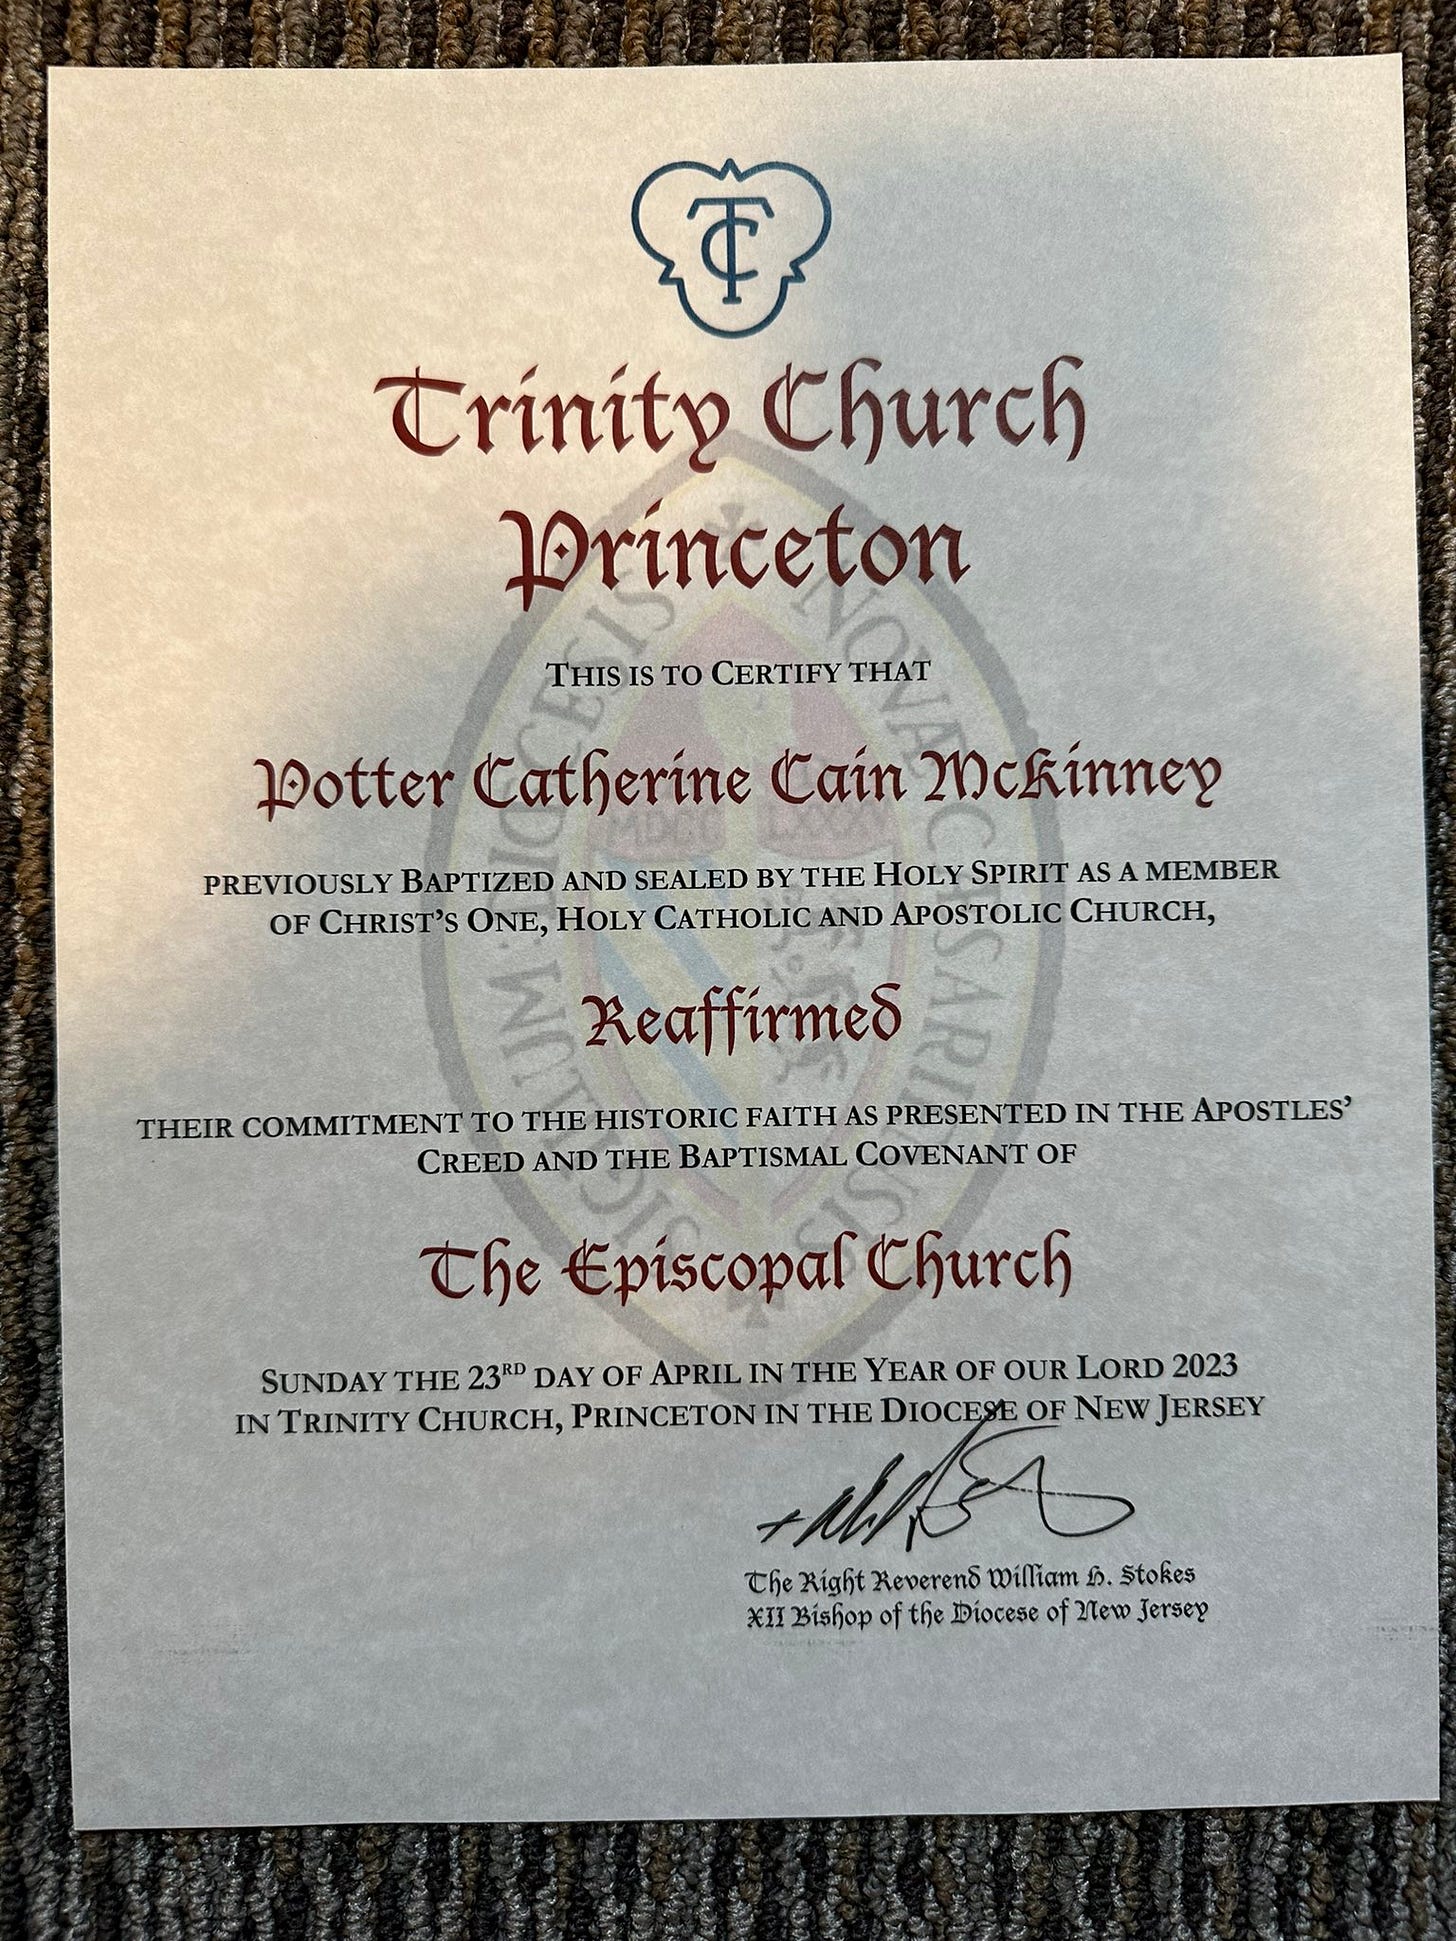 TC
Trinity Church
Princeton
This is to Certify that
Potter Catherine Cain McKinney
previously Baptized and sealed by the Holy Spirit as a member
of Christ's One, Holy Catholic and Apostolic Church,
Reaffirmed
their commitment to the historic faith as presented in the Apostles'
Creed and the Baptismal Covenant of
The Episcopal Church
Sunday the 23rd day of April in the Year of our Lord 2023
in Trinity Church, Princeton in the Diocese of New Jersey
The Right Reverend William H. Stokes
XII Bishop of the Diocese of New Jersey
SIGILLUM DIOCESIS NOVAE CAESARIENSIS